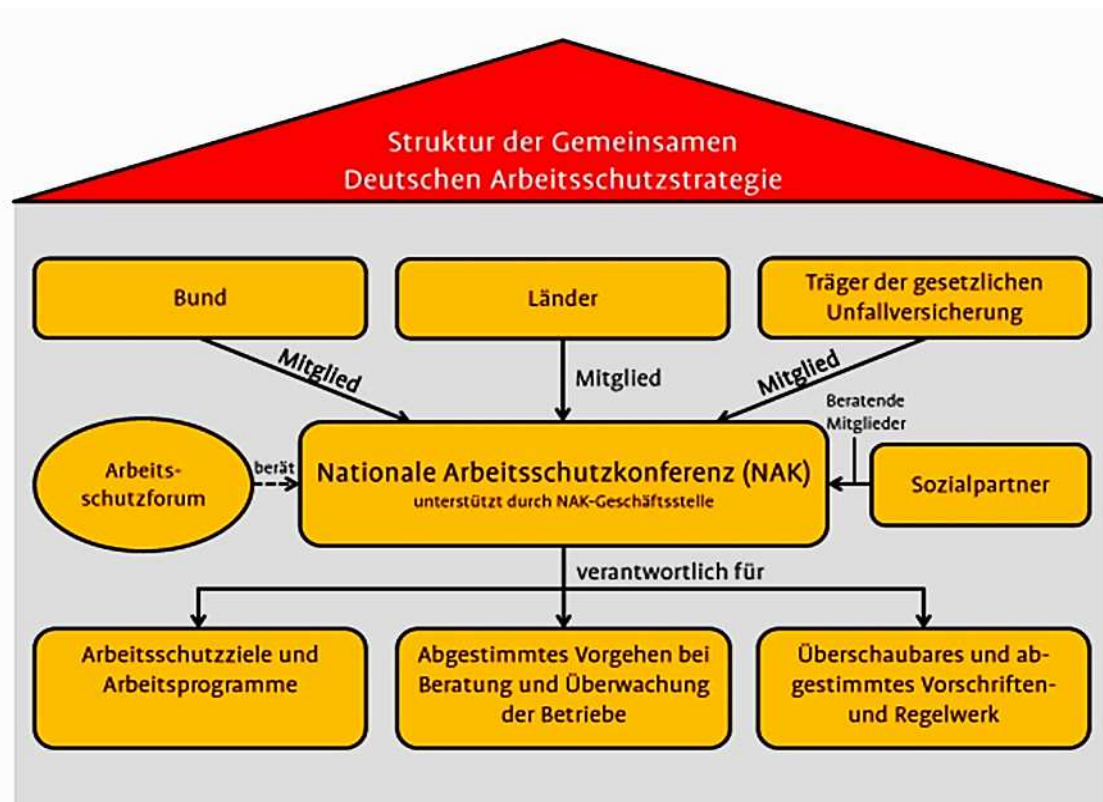 Struktur der Gemeinsamen
Deutschen Arbeitsschutzstrategie
Bund
Länder
Träger der gesetzlichen
Unfallversicherung
Mitglied
Mitglied
Mitglied
Beratende
Mitglieder
Arbeits-
schutzforum
berät
Nationale Arbeitsschutzkonferenz (NAK)
unterstützt durch NAK-Geschäftsstelle
Sozialpartner
verantwortlich für
Arbeitsschutzziele und
Arbeitsprogramme
Abgestimmtes Vorgehen bei
Beratung und Überwachung
der Betriebe
Überschaubares und ab-
gestimmtes Vorschriften-
und Regelwerk